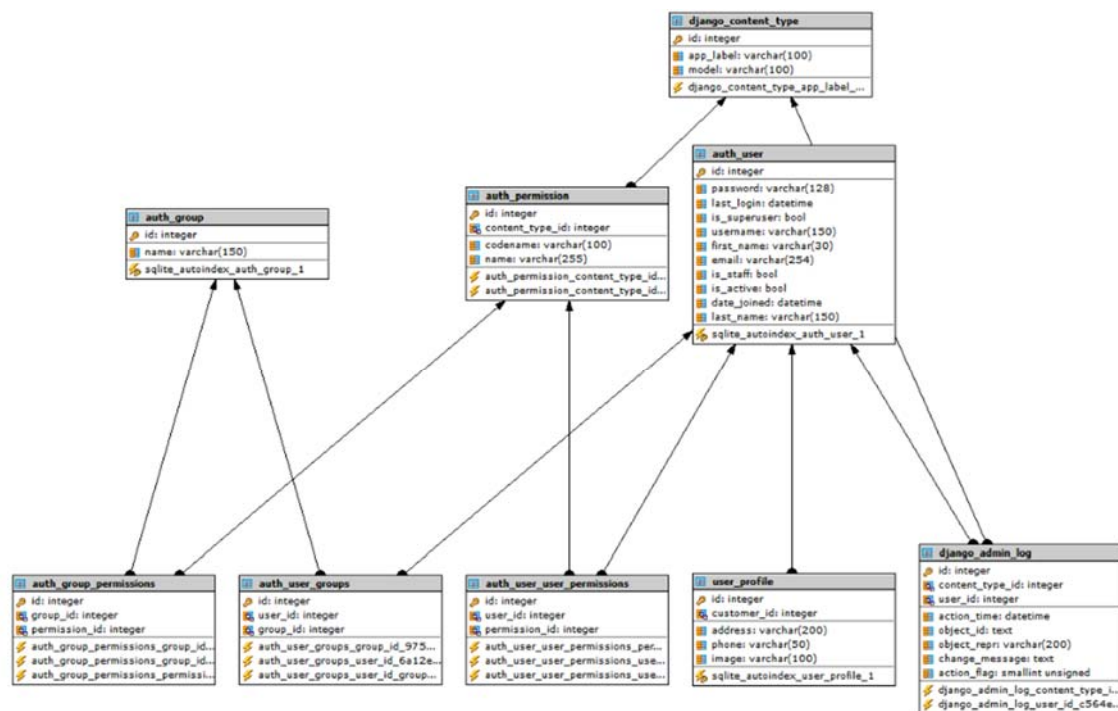 django_content_type
id: integer
app_label: varchar(100)
model: varchar(100)
django_content_type_app_label_...
auth_user
id: integer
password: varchar(128)
last_login: datetime
is_superuser: bool
username: varchar(150)
first_name: varchar(30)
email: varchar(254)
is_staff: bool
is_active: bool
date_joined: datetime
last_name: varchar(150)
sqlite_autoindex_auth_user_1
auth_permission
id: integer
content_type_id: integer
codename: varchar(100)
name: varchar(255)
auth_permission_content_type_id...
auth_permission_content_type_id...
auth_group
id: integer
name: varchar(150)
sqlite_autoindex_auth_group_1
auth_group_permissions
id: integer
group_id: integer
permission_id: integer
auth_group_permissions_group_id...
auth_group_permissions_group_id...
auth_group_permissions_permissi...
auth_user_groups
id: integer
user_id: integer
group_id: integer
auth_user_groups_group_id_975...
auth_user_groups_user_id_6a12e...
auth_user_groups_user_id_group...
auth_user_user_permissions
id: integer
user_id: integer
permission_id: integer
auth_user_user_permissions_per...
auth_user_user_permissions_use...
auth_user_user_permissions_use...
user_profile
id: integer
customer_id: integer
address: varchar(200)
phone: varchar(50)
image: varchar(100)
sqlite_autoindex_user_profile_1
django_admin_log
id: integer
content_type_id: integer
user_id: integer
action_time: datetime
object_id: text
object_repr: varchar(200)
change_message: text
action_flag: smallint unsigned
django_admin_log_content_type_i...
django_admin_log_user_id_c564e...